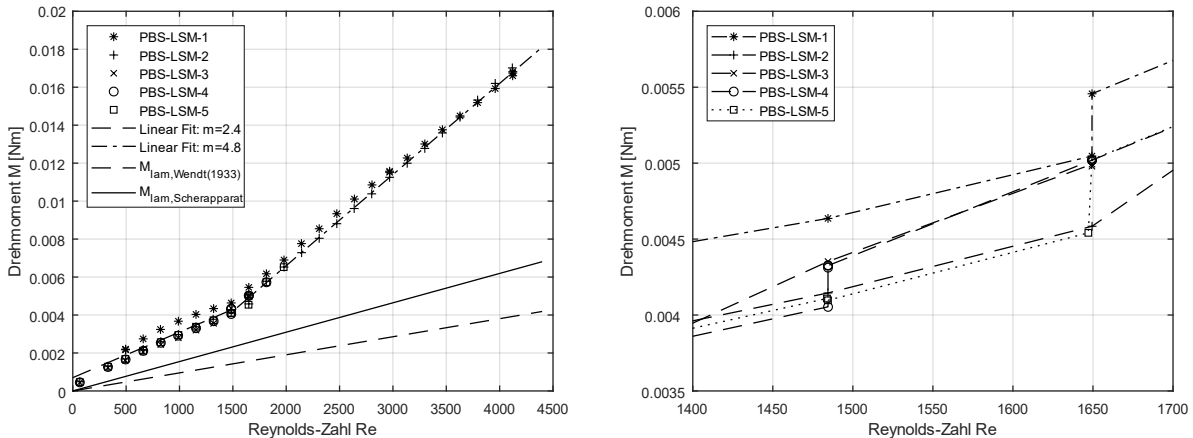 0.02
0.018
0.016
0.014
0.012
0.01
0.008
0.006
0.004
0.002
0
0 500 1000 1500 2000 2500 3000 3500 4000 4500
Drehmoment M [Nm]
Reynolds-Zahl Re
PBS-LSM-1
PBS-LSM-2
PBS-LSM-3
PBS-LSM-4
PBS-LSM-5
Linear Fit: m=2.4
Linear Fit: m=4.8
M_lam,Wendt(1933)
M_lam,Scherapparat
0.006
0.0055
0.005
0.0045
0.004
0.0035
1400 1450 1500 1550 1600 1650 1700
Drehmoment M [Nm]
Reynolds-Zahl Re
PBS-LSM-1
PBS-LSM-2
PBS-LSM-3
PBS-LSM-4
PBS-LSM-5